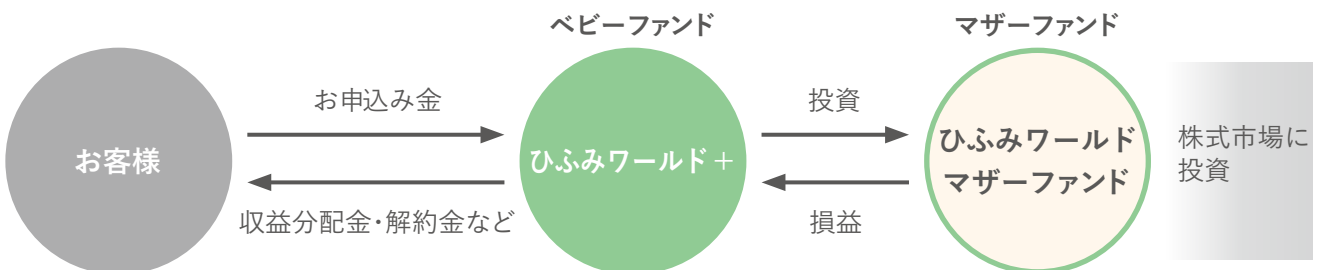 ベビーファンド
マザーファンド
お客様
お申込み金
収益分配金・解約金など
ひふみワールド+
投資
損益
ひふみワールド
マザーファンド
株式市場に
投資